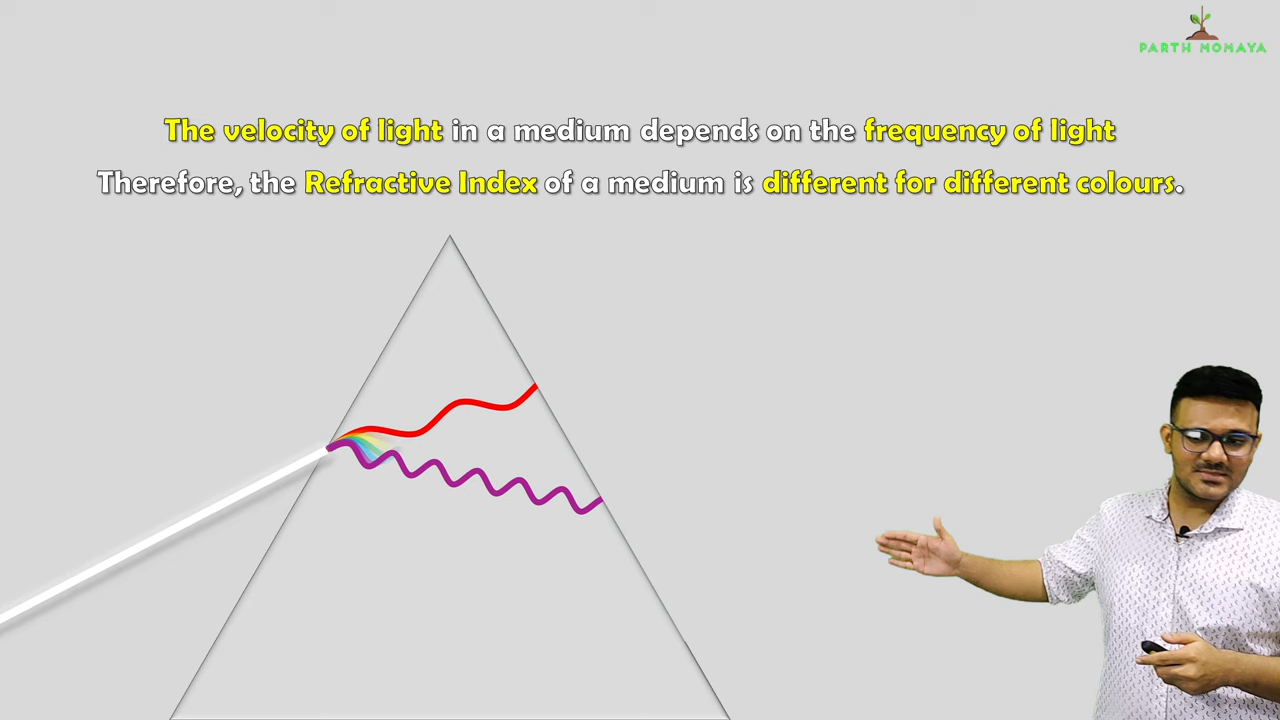 PARTH MOMAYA
The velocity of light in a medium depends on the frequency of light
Therefore, the Refractive Index of a medium is different for different colours.